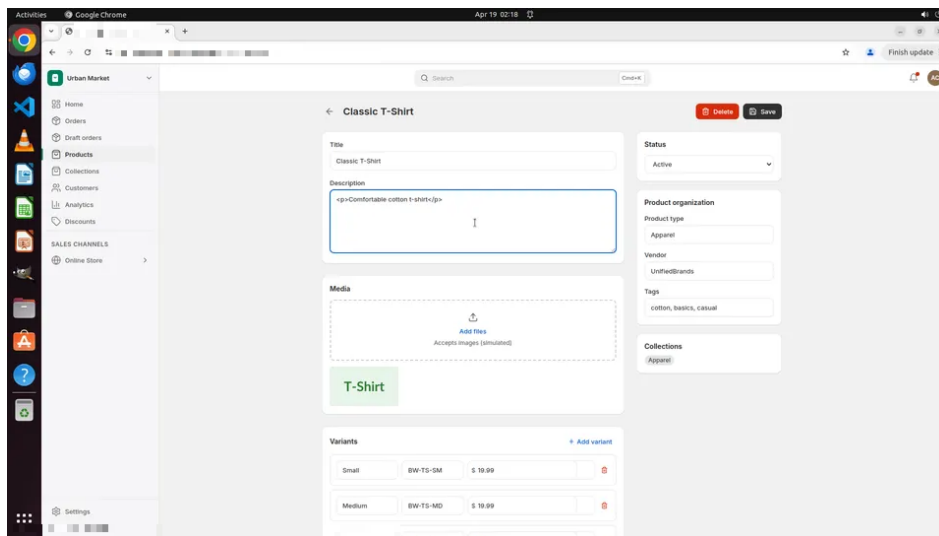 Activities
Google Chrome
Apr 19 02:18
Finish update
Urban Market
Search
Cmd+K
AC
Home
Orders
Draft orders
Products
Collections
Customers
Analytics
Discounts
SALES CHANNELS
Online Store
Settings
Classic T-Shirt
Delete
Save
Title
Classic T-Shirt
Description
<p>Comfortable cotton t-shirt</p>
Media
Add files
Accepts images (simulated)
T-Shirt
Variants
+ Add variant
Small
BW-TS-SM
$ 19.99
Medium
BW-TS-MD
$ 19.99
Status
Active
Product organization
Product type
Apparel
Vendor
UnifiedBrands
Tags
cotton, basics, casual
Collections
Apparel